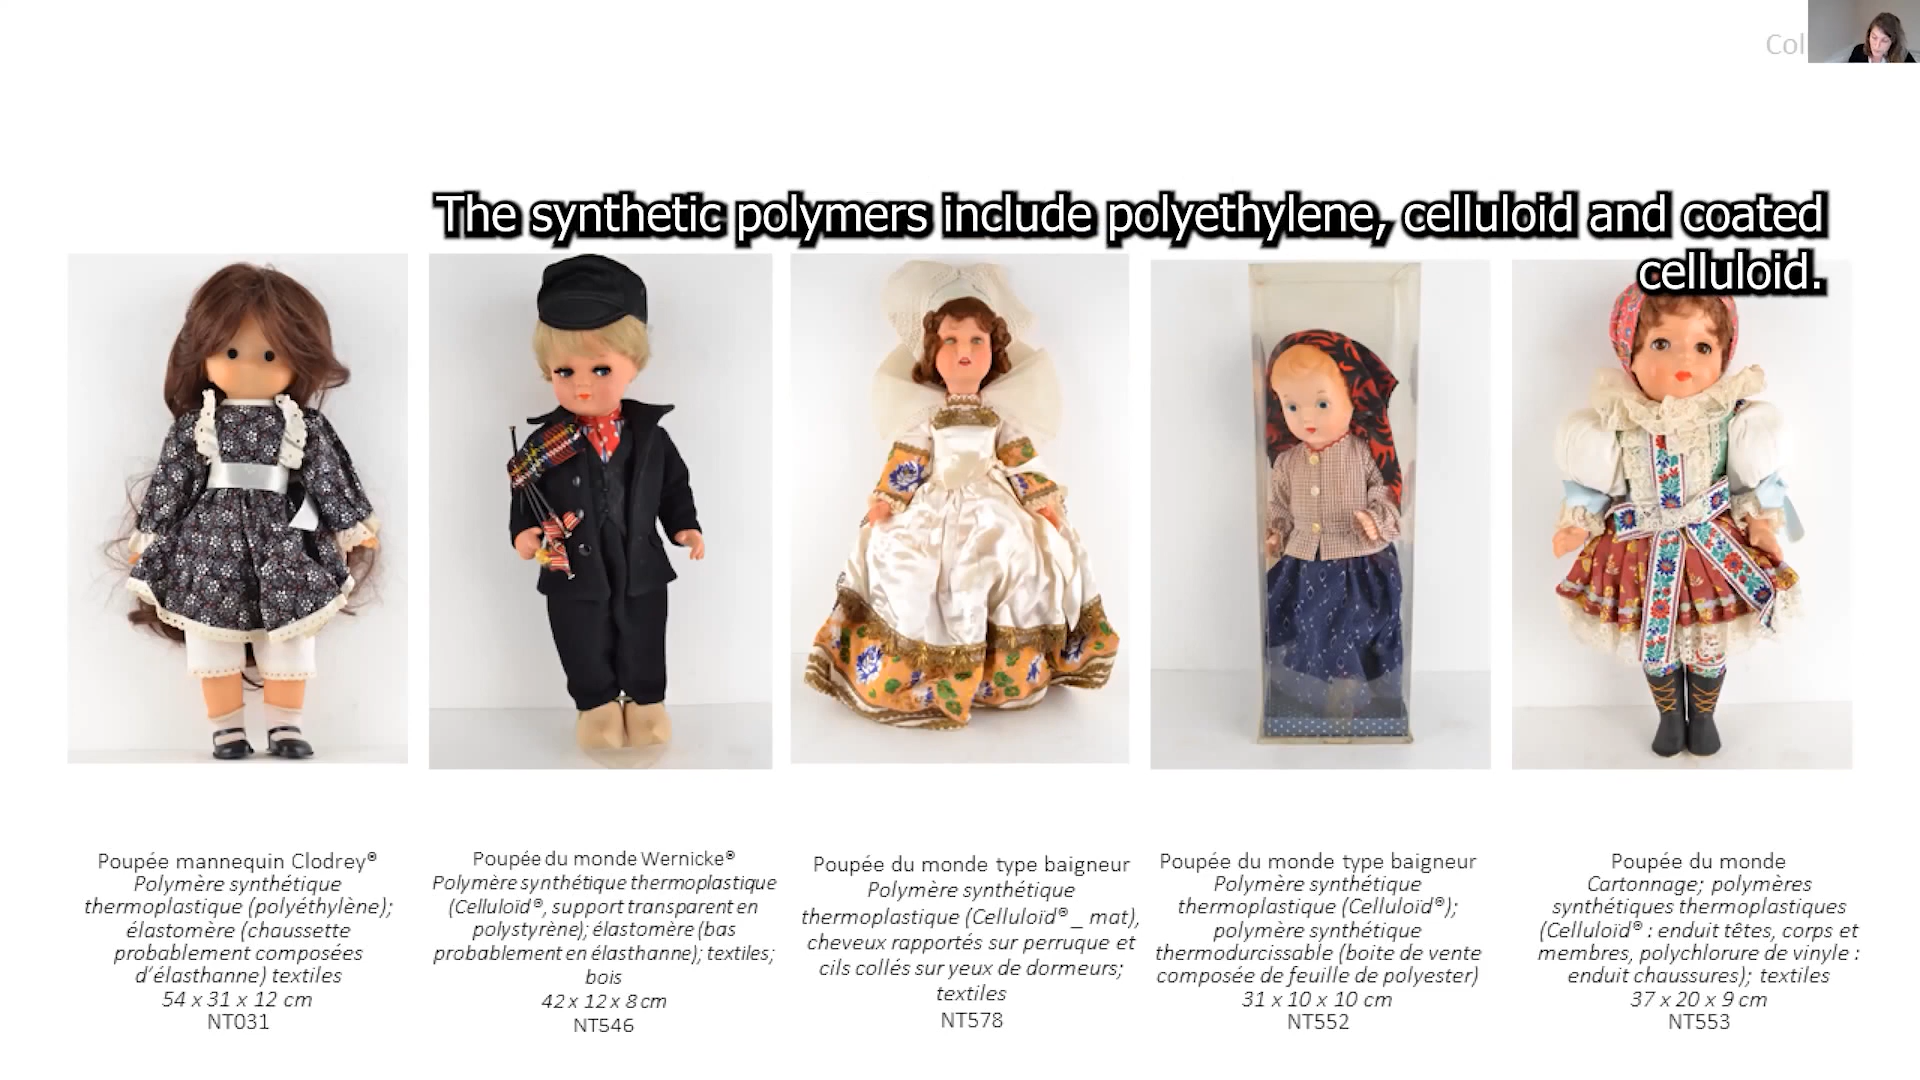 Col
The synthetic polymers include polyethylene, celluloid and coated
celluloid.
Poupée mannequin Clodrey®
Polymère synthétique
thermoplastique (polyéthylène);
élastomère (chaussette
probablement composées
d'élasthanne) textiles
54 x 31 x 12 cm
NT031
Poupée du monde Wernicke®
Polymère synthétique thermoplastique
(Celluloïd®, support transparent en
polystyrène); élastomère (bas
probablement en élasthanne); textiles;
bois
42 x 12 x 8 cm
NT546
Poupée du monde type baigneur
Polymère synthétique
thermoplastique (Celluloïd® _ mat),
cheveux rapportés sur perruque et
cils collés sur yeux de dormeurs;
textiles
NT578
Poupée du monde type baigneur
Polymère synthétique
thermoplastique (Celluloïd®);
polymère synthétique
thermodurcissable (boite de vente
composée de feuille de polyester)
31 x 10 x 10 cm
NT552
Poupée du monde
Cartonnage; polymères
synthétiques thermoplastiques
(Celluloïd® : enduit têtes, corps et
membres, polychlorure de vinyle :
enduit chaussures); textiles
37 x 20 x 9 cm
NT553